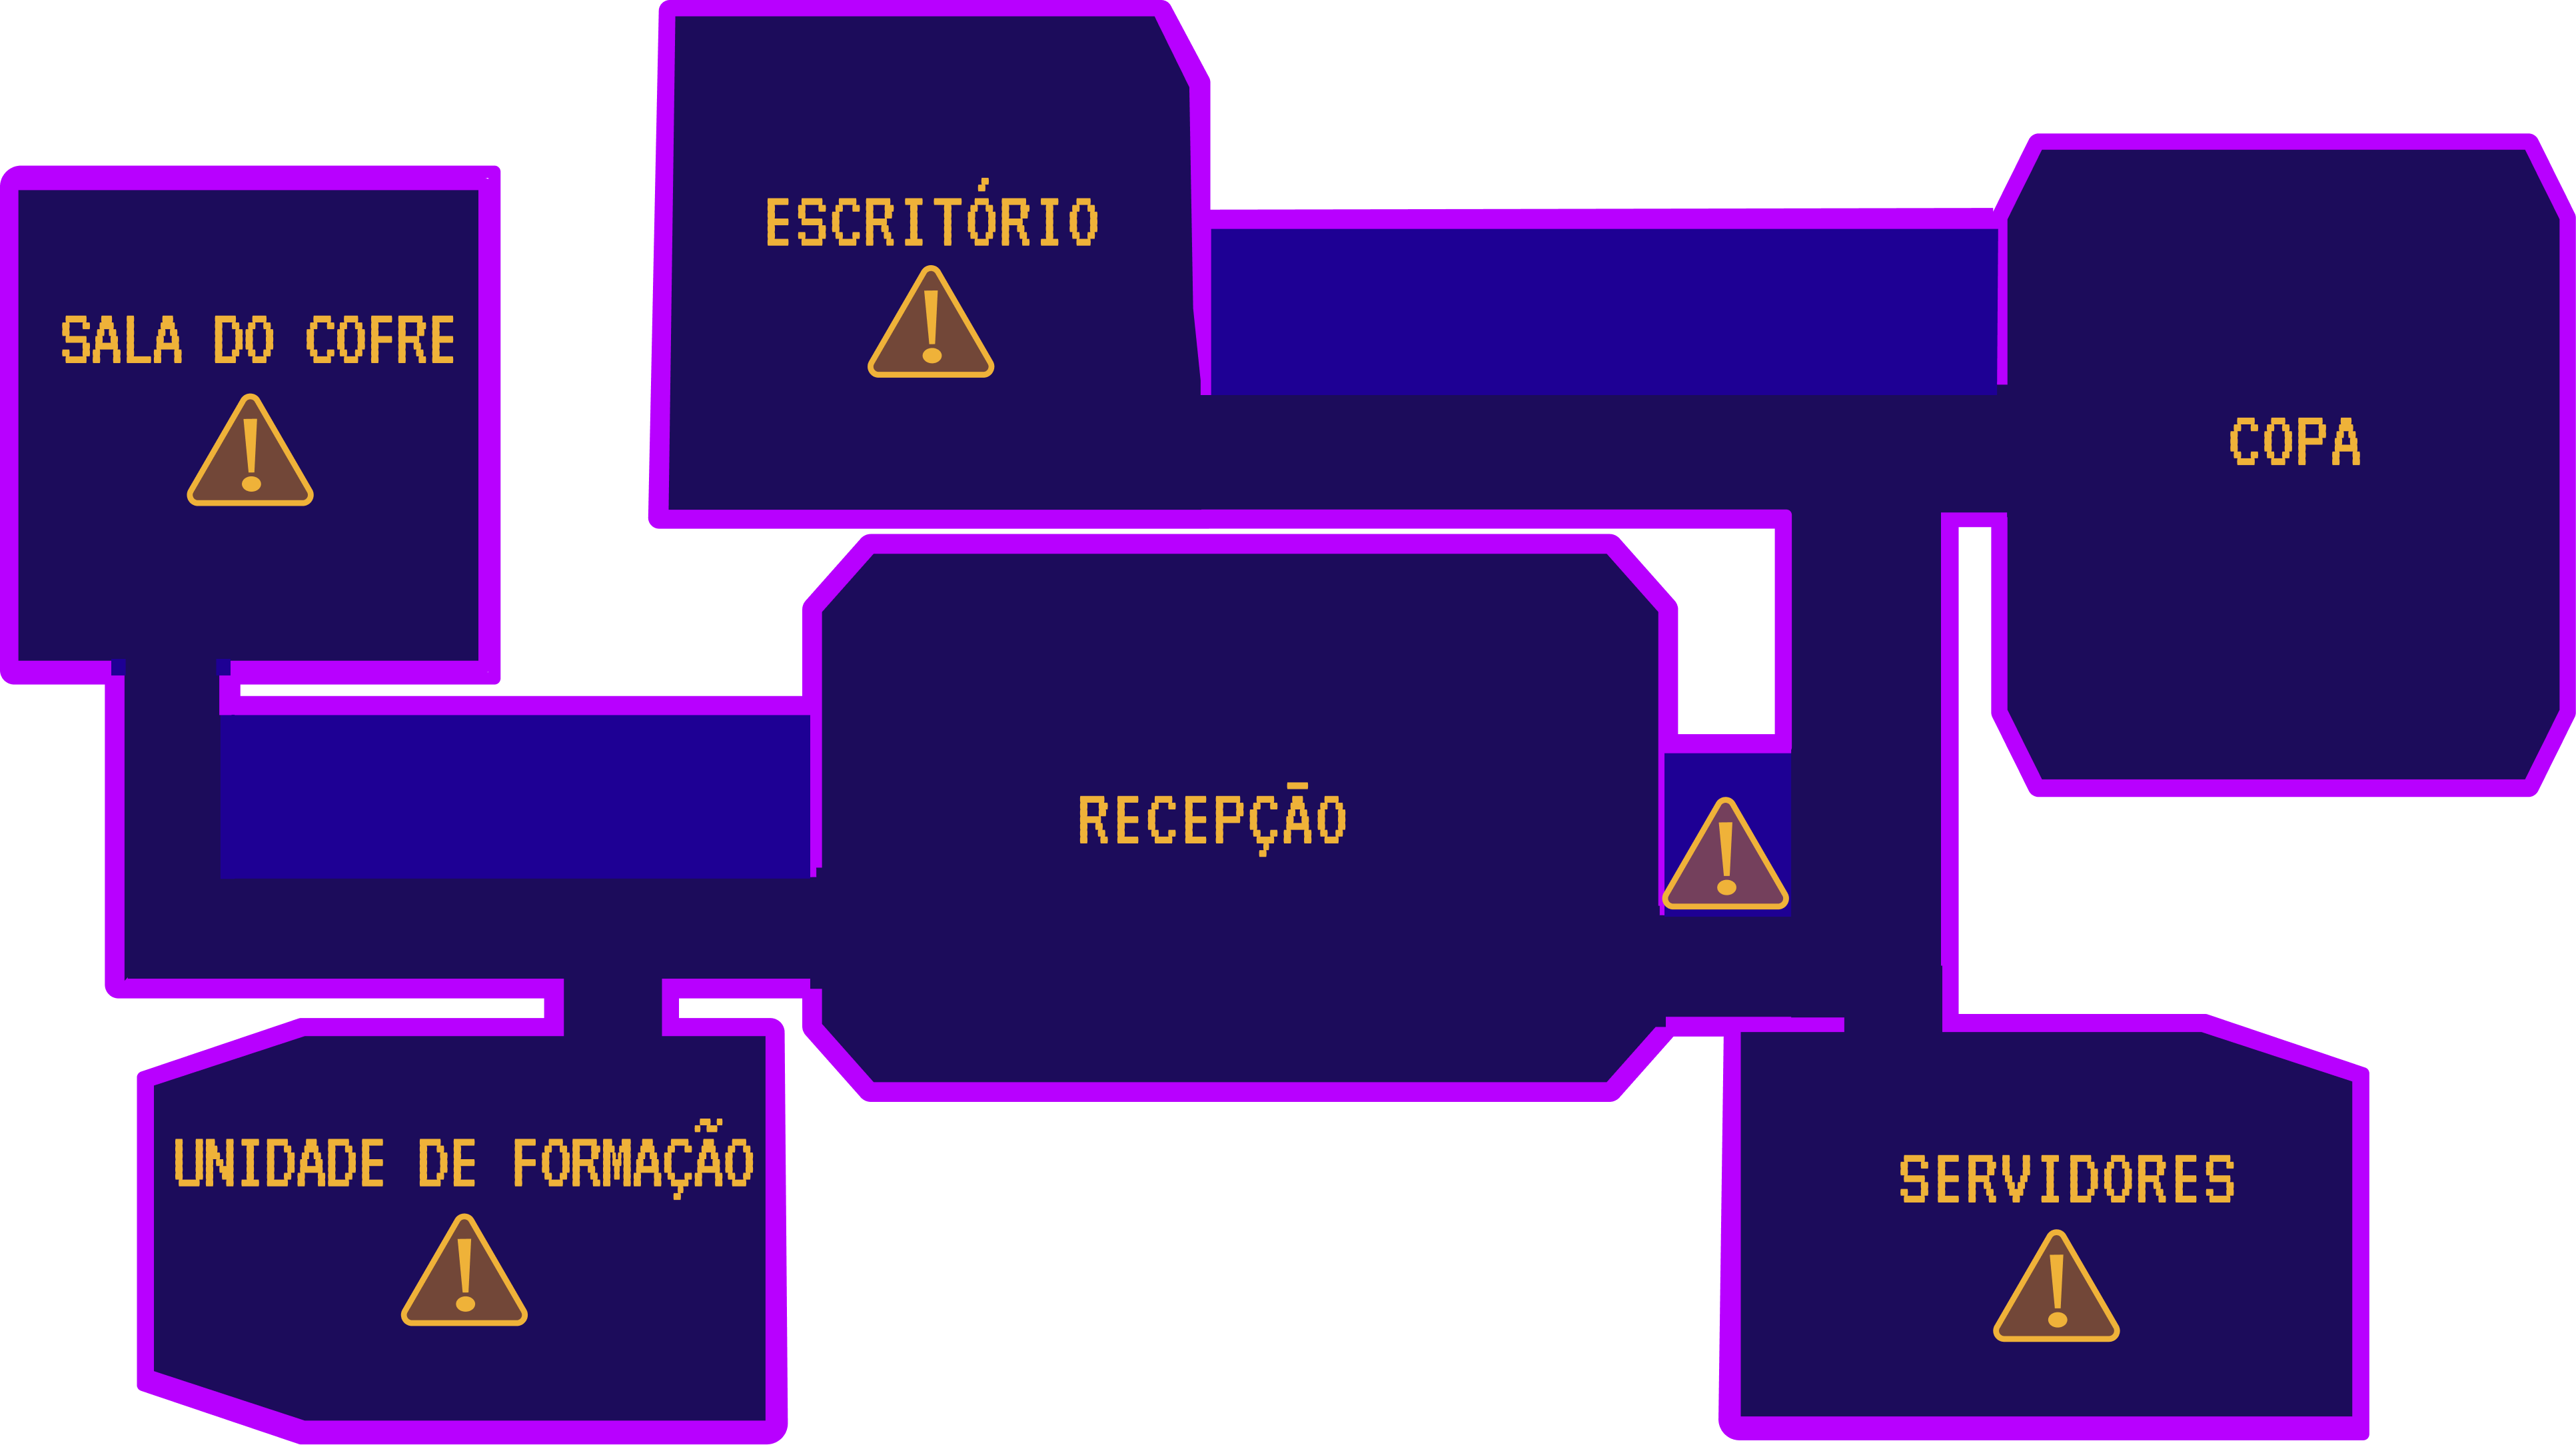 ESCRITÓRIO
!
SALA DO COFRE
!
COPA
RECEPÇÃO
!
UNIDADE DE FORMAÇÃO
!
SERVIDORES
!